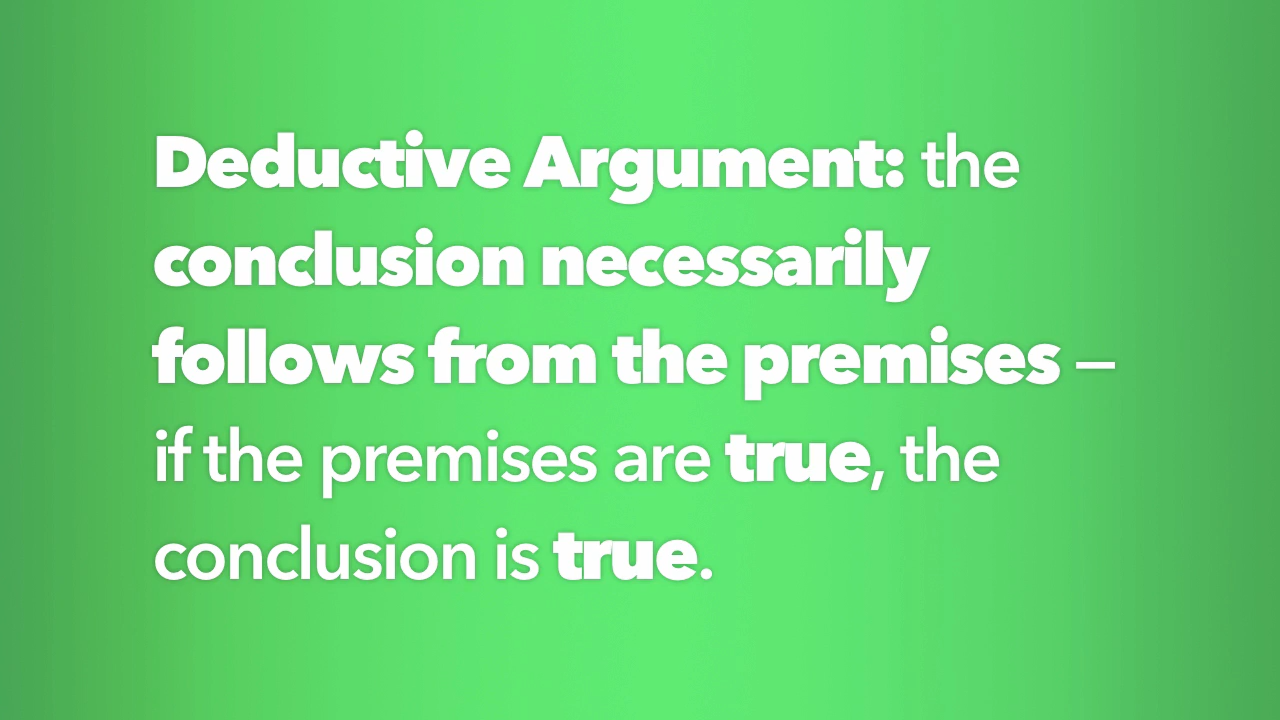 Deductive Argument: the
conclusion necessarily
follows from the premises –
if the premises are true, the
conclusion is true.